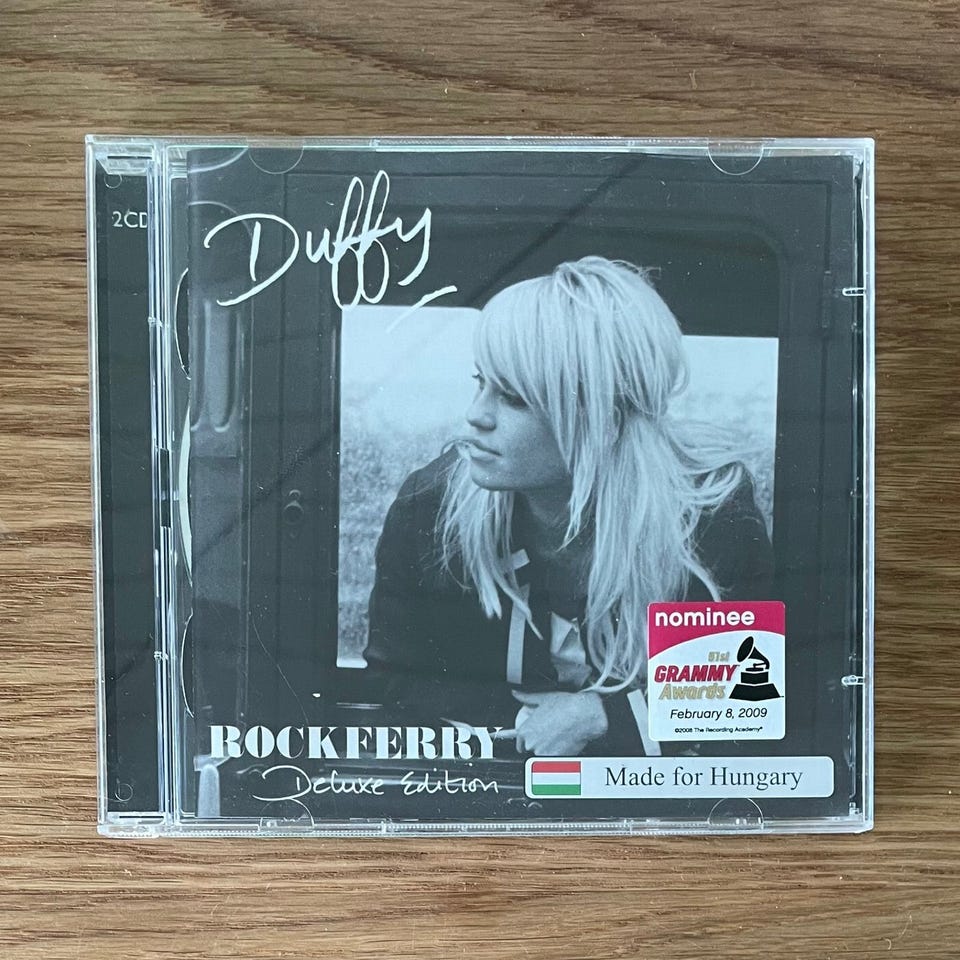 2CD
Duffy
nominee
51st
GRAMMY
Awards
February 8, 2009
©2008 The Recording Academy®
ROCKFERRY
Deluxe Edition
Made for Hungary